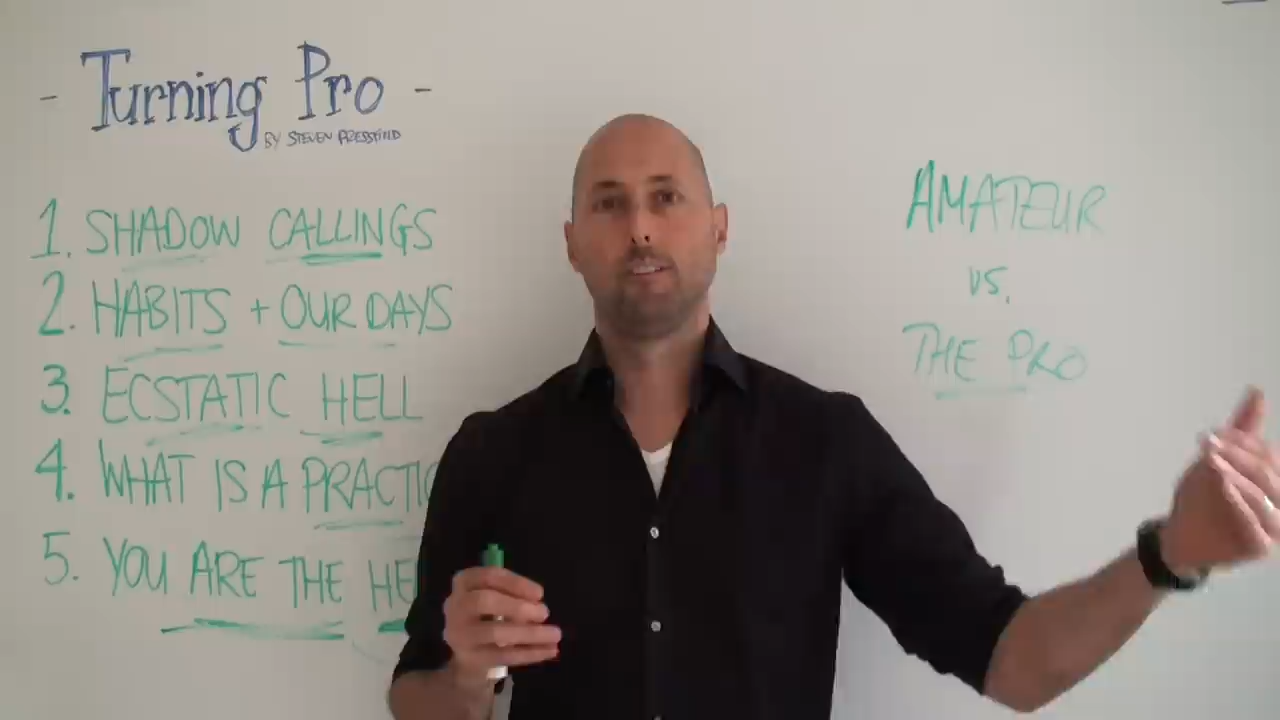 - Turning Pro -
BY STEVEN PRESSFIELD
1. SHADOW CALLINGS
2. HABITS + OUR DAYS
3. ECSTATIC HELL
4. WHAT IS A PRACTIC
5. YOU ARE THE HE
AMATEUR
vs.
THE PRO